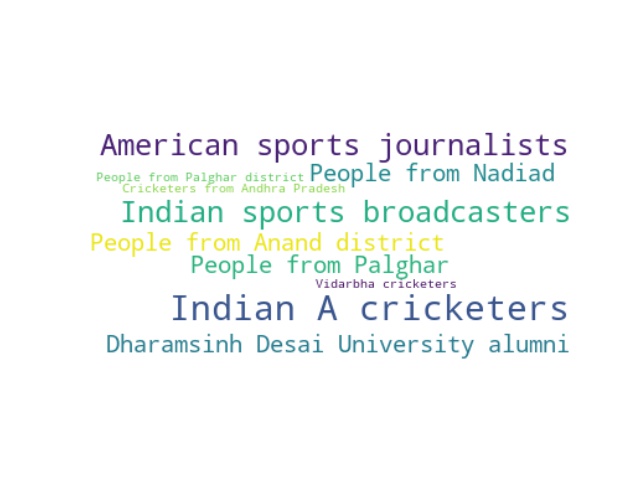 American sports journalists
People from Palghar district People from Nadiad
Cricketers from Andhra Pradesh
Indian sports broadcasters
People from Anand district
People from Palghar
Vidarbha cricketers
Indian A cricketers
Dharamsinh Desai University alumni